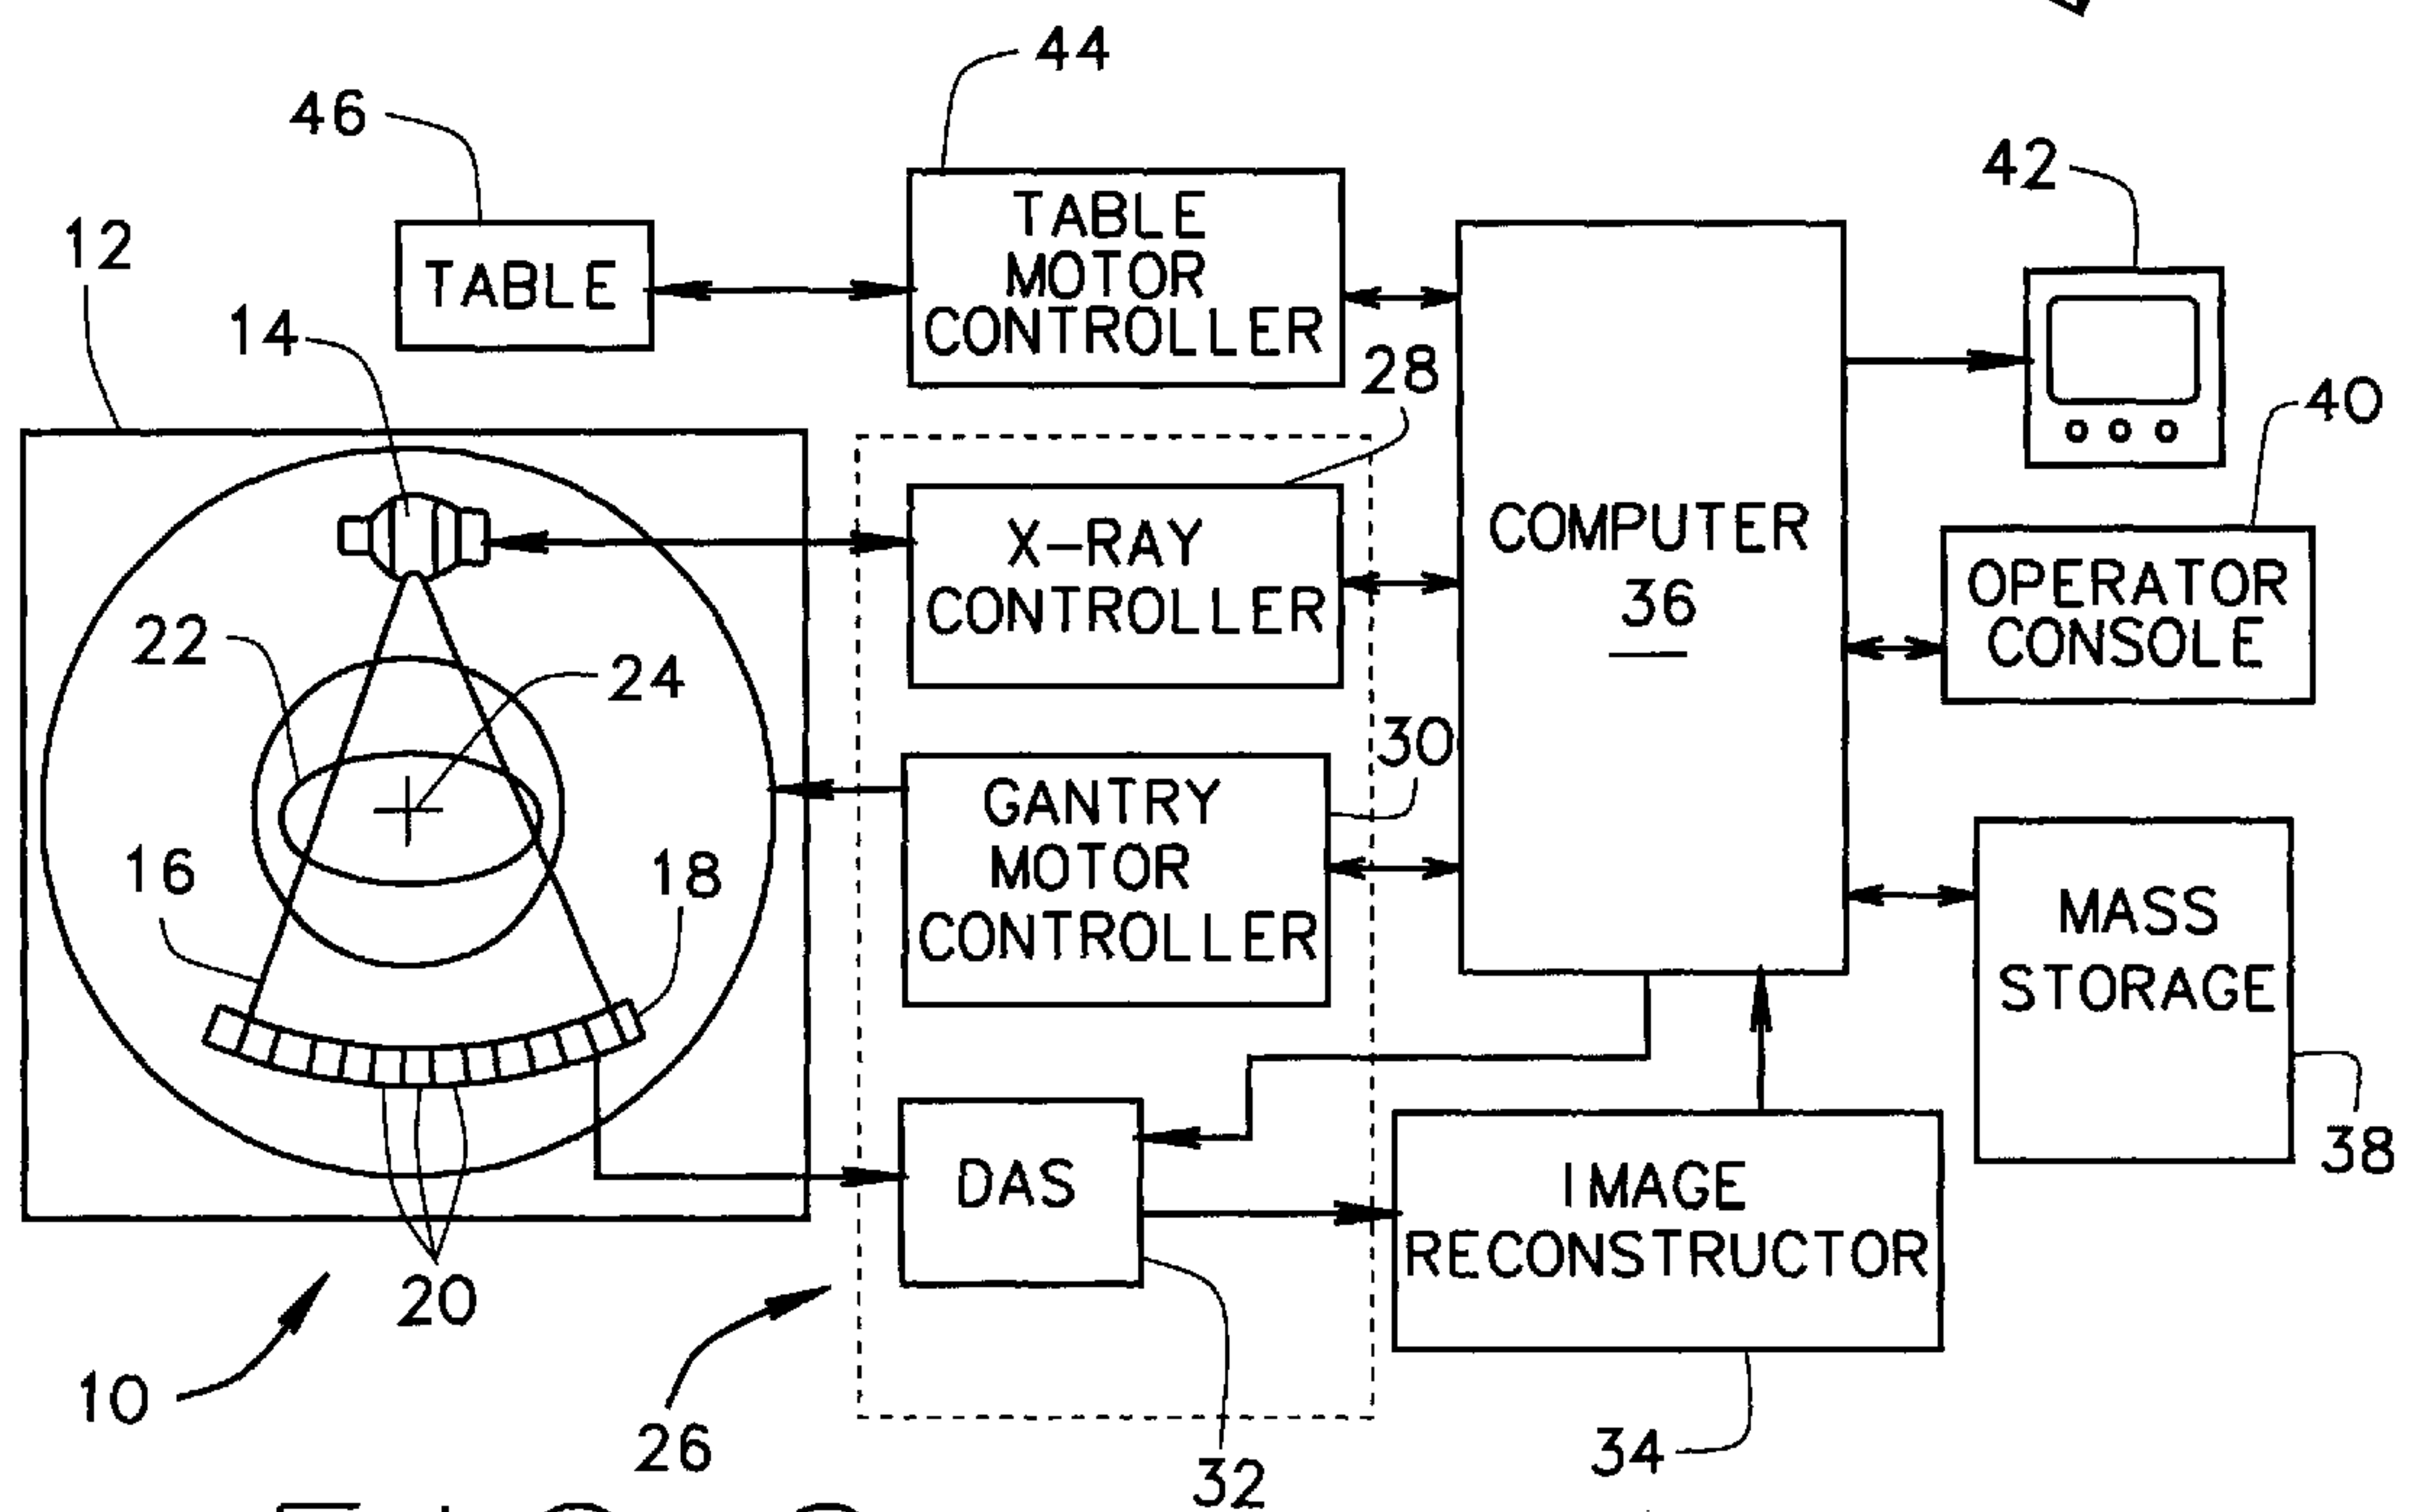 44
46
42
12
TABLE
MOTOR
CONTROLLER
TABLE
14
28
40
X-RAY
CONTROLLER
COMPUTER
36
OPERATOR
CONSOLE
22
24
30
GANTRY
MOTOR
CONTROLLER
16
18
MASS
STORAGE
38
DAS
IMAGE
RECONSTRUCTOR
20
10
26
32
34